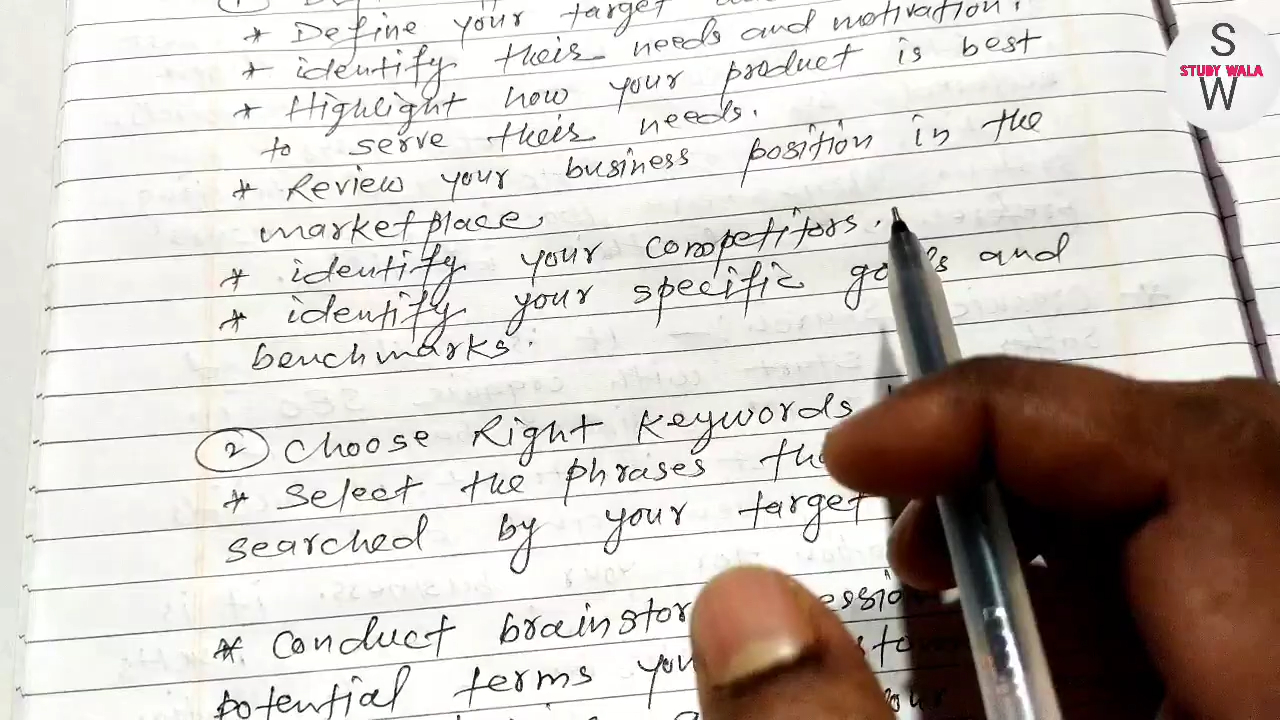 * Define your target
* identify their needs and motivation.
* Highlight how your product is best
to serve their needs.
* Review your business position in the
marketplace,
* identify your competitors.
* identify your specific goals and
benchmarks.
2 Choose Right Keywords
* Select the phrases
searched by your target
* Conduct brainstor
potential terms you
S
STUDY WALA
W